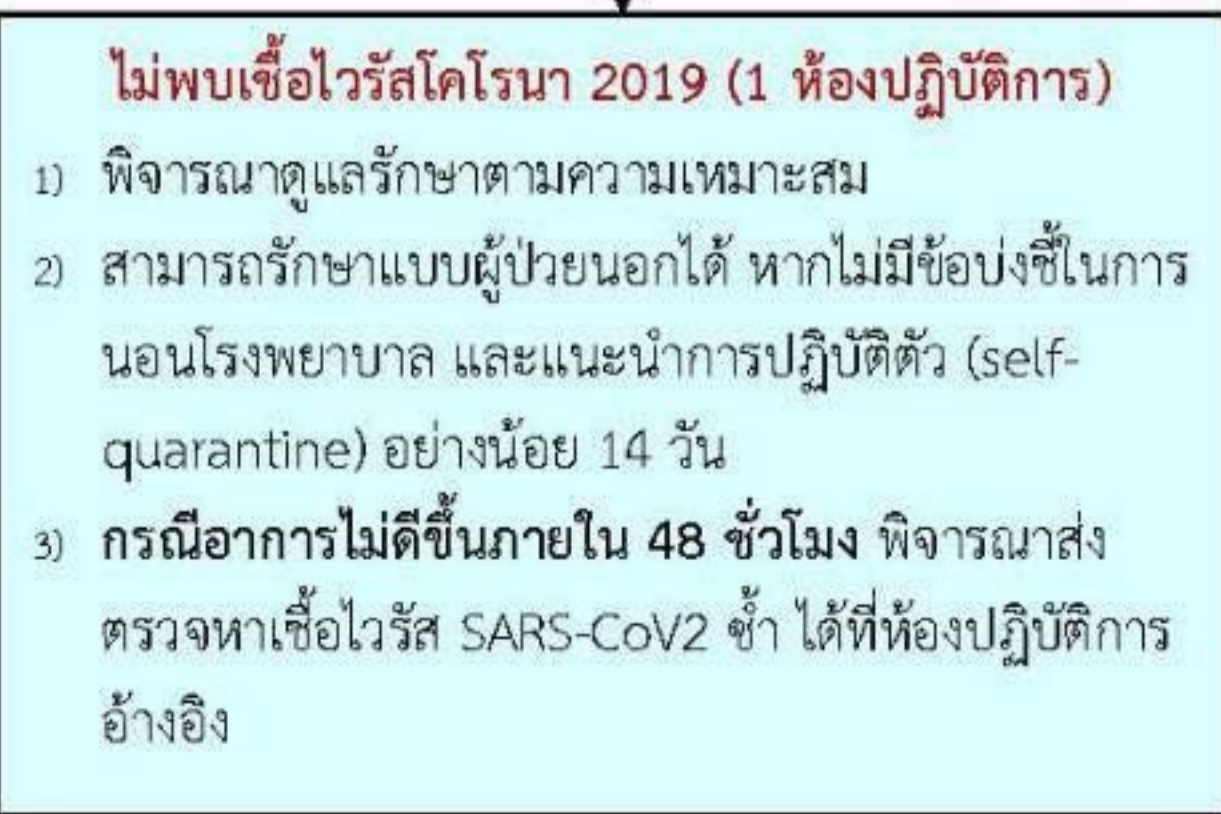 ไม่พบเชื้อไวรัสโคโรนา 2019 (1 ห้องปฏิบัติการ)
1) พิจารณาดูแลรักษาตามความเหมาะสม
2) สามารถรักษาแบบผู้ป่วยนอกได้ หากไม่มีข้อบ่งชี้ในการ
นอนโรงพยาบาล และแนะนำการปฏิบัติตัว (self-
quarantine) อย่างน้อย 14 วัน
3) กรณีอาการไม่ดีขึ้นภายใน 48 ชั่วโมง พิจารณาส่ง
ตรวจหาเชื้อไวรัส SARS-CoV2 ซ้ำ ได้ที่ห้องปฏิบัติการ
อ้างอิง